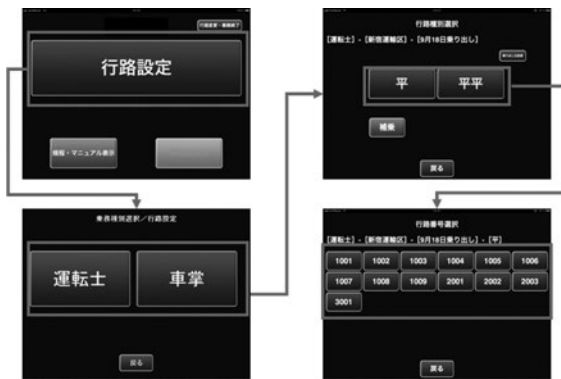 行路設定
規程・マニュアル表示
乗務種別選択／行路設定
運転士 車掌
戻る
行路種別選択
[運転士] - [新宿運輸区] - [9月18日乗り出し]
平 平平
補乗
戻る
行路番号選択
[運転士] - [新宿運輸区] - [9月18日乗り出し] - [平]
1001 1002 1003 1004 1005 1006
1007 1008 1009 2001 2002 2003
3001
戻る